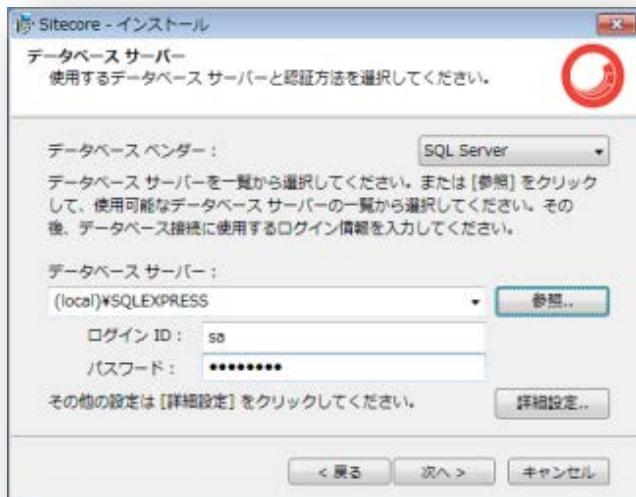 Sitecore - インストール
データベース サーバー
使用するデータベース サーバーと認証方法を選択してください。
データベース ベンダー：
SQL Server
データベース サーバーを一覧から選択してください。または [参照] をクリック
して、使用可能なデータベース サーバーの一覧から選択してください。その
後、データベース接続に使用するログイン情報を入力してください。
データベース サーバー：
(local)¥SQLEXPRESS
参照..
ログイン ID：
sa
パスワード：
●●●●●●●●
その他の設定は [詳細設定] をクリックしてください。
詳細設定..
< 戻る
次へ >
キャンセル